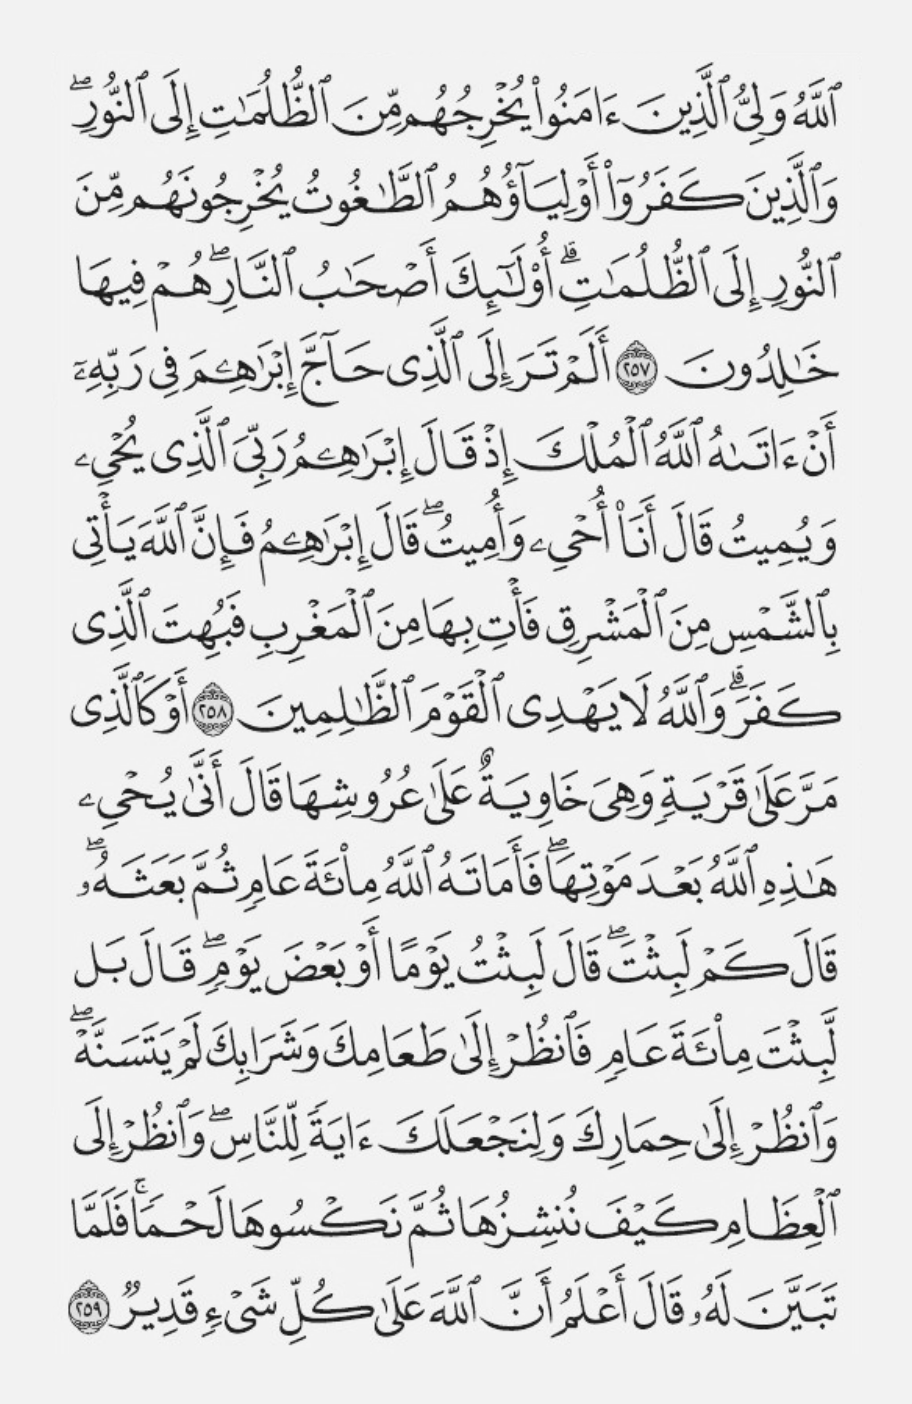 ٱللَّهُ وَلِىُّ ٱلَّذِينَ ءَامَنُوا۟ يُخْرِجُهُم مِّنَ ٱلظُّلُمَـٰتِ إِلَى ٱلنُّورِ ۖ
وَٱلَّذِينَ كَفَرُوٓا۟ أَوْلِيَآؤُهُمُ ٱلطَّـٰغُوتُ يُخْرِجُونَهُم مِّنَ
ٱلنُّورِ إِلَى ٱلظُّلُمَـٰتِ ۗ أُو۟لَـٰٓئِكَ أَصْحَـٰبُ ٱلنَّارِ ۖ هُمْ فِيهَا
خَـٰلِدُونَ ٢٥٧ أَلَمْ تَرَ إِلَى ٱلَّذِى حَآجَّ إِبْرَٰهِـۧمَ فِى رَبِّهِۦٓ
أَنْ ءَاتَىٰهُ ٱللَّهُ ٱلْمُلْكَ إِذْ قَالَ إِبْرَٰهِـۧمُ رَبِّىَ ٱلَّذِى يُحْىِۦ
وَيُمِيتُ قَالَ أَنَا۠ أُحْىِۦ وَأُمِيتُ ۖ قَالَ إِبْرَٰهِـۧمُ فَإِنَّ ٱللَّهَ يَأْتِى
بِٱلشَّمْسِ مِنَ ٱلْمَشْرِقِ فَأْتِ بِهَا مِنَ ٱلْمَغْرِبِ فَبُهِتَ ٱلَّذِى
كَفَرَ ۗ وَٱللَّهُ لَا يَهْدِى ٱلْقَوْمَ ٱلظَّـٰلِمِينَ ٢٥٨ أَوْ كَٱلَّذِى
مَرَّ عَلَىٰ قَرْيَةٍ وَهِىَ خَاوِيَةٌ عَلَىٰ عُرُوشِهَا قَالَ أَنَّىٰ يُحْىِۦ
هَـٰذِهِ ٱللَّهُ بَعْدَ مَوْتِهَا ۖ فَأَمَاتَهُ ٱللَّهُ مِا۟ئَةَ عَامٍ ثُمَّ بَعَثَهُۥ ۖ
قَالَ كَمْ لَبِثْتَ ۖ قَالَ لَبِثْتُ يَوْمًا أَوْ بَعْضَ يَوْمٍ ۖ قَالَ بَل
لَّبِثْتَ مِا۟ئَةَ عَامٍ فَٱنظُرْ إِلَىٰ طَعَامِكَ وَشَرَابِكَ لَمْ يَتَسَنَّهْ ۖ
وَٱنظُرْ إِلَىٰ حِمَارِكَ وَلِنَجْعَلَكَ ءَايَةً لِّلنَّاسِ ۖ وَٱنظُرْ إِلَى
ٱلْعِظَامِ كَيْفَ نُنشِزُهَا ثُمَّ نَكْسُوهَا لَحْمًا ۚ فَلَمَّا
تَبَيَّنَ لَهُۥ قَالَ أَعْلَمُ أَنَّ ٱللَّهَ عَلَىٰ كُلِّ شَىْءٍ قَدِيرٌ ٢٥٩